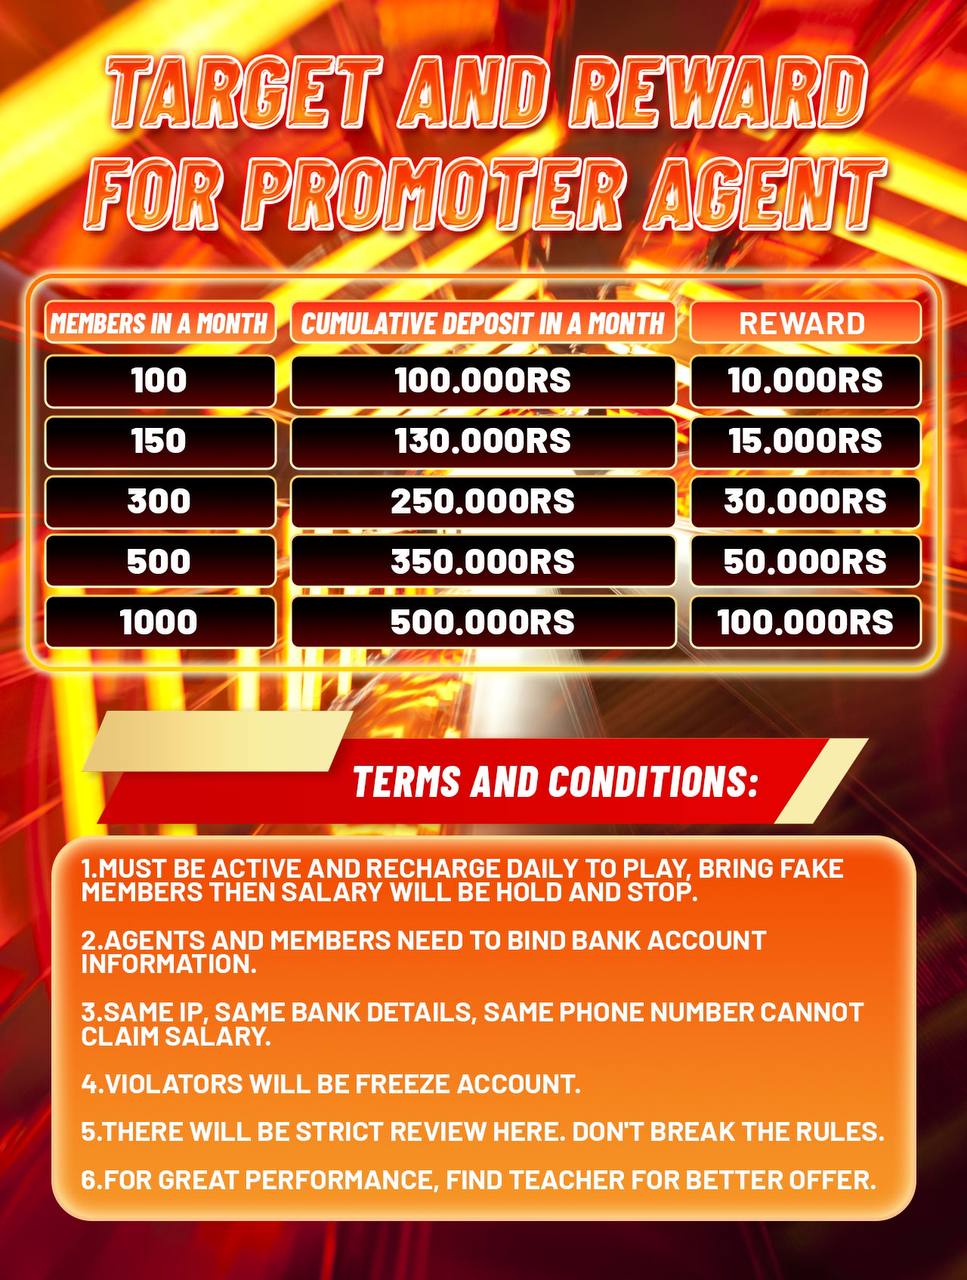 TARGET AND REWARD
FOR PROMOTER AGENT
MEMBERS IN A MONTH CUMULATIVE DEPOSIT IN A MONTH REWARD
100 100.000RS 10.000RS
150 130.000RS 15.000RS
300 250.000RS 30.000RS
500 350.000RS 50.000RS
1000 500.000RS 100.000RS
TERMS AND CONDITIONS:
1.MUST BE ACTIVE AND RECHARGE DAILY TO PLAY, BRING FAKE
MEMBERS THEN SALARY WILL BE HOLD AND STOP.
2.AGENTS AND MEMBERS NEED TO BIND BANK ACCOUNT
INFORMATION.
3.SAME IP, SAME BANK DETAILS, SAME PHONE NUMBER CANNOT
CLAIM SALARY.
4.VIOLATORS WILL BE FREEZE ACCOUNT.
5.THERE WILL BE STRICT REVIEW HERE. DON'T BREAK THE RULES.
6.FOR GREAT PERFORMANCE, FIND TEACHER FOR BETTER OFFER.